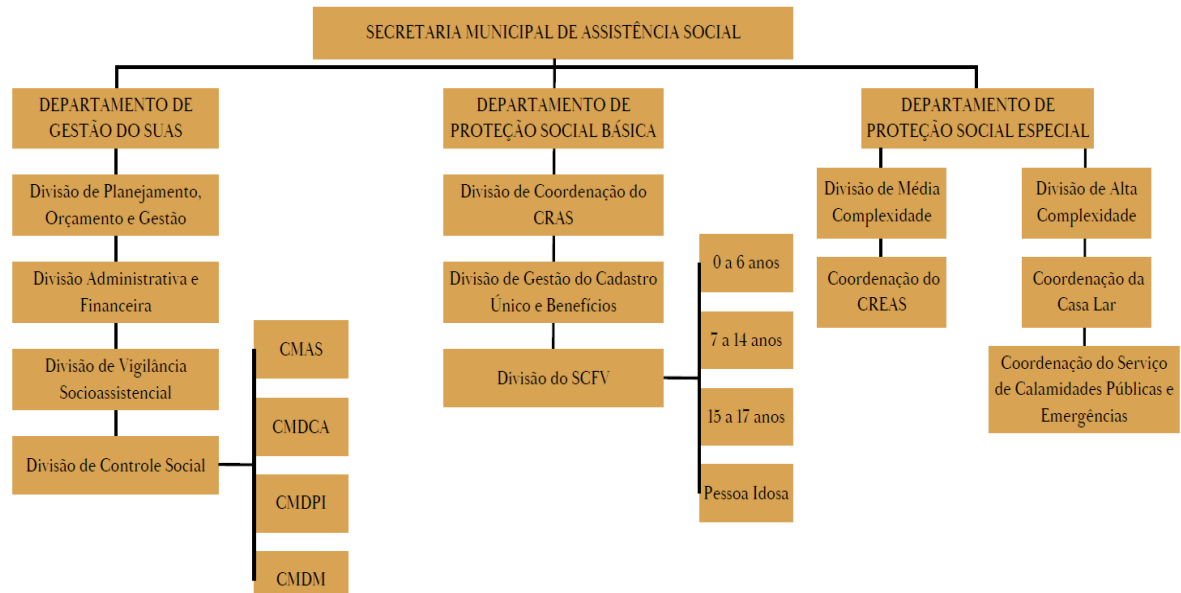 SECRETARIA MUNICIPAL DE ASSISTÊNCIA SOCIAL
DEPARTAMENTO DE
GESTÃO DO SUAS
Divisão de Planejamento,
Orçamento e Gestão
Divisão Administrativa e
Financeira
Divisão de Vigilância
Socioassistencial
Divisão de Controle Social
CMAS
CMDCA
CMDPI
CMDM
DEPARTAMENTO DE
PROTEÇÃO SOCIAL BÁSICA
Divisão de Coordenação do
CRAS
Divisão de Gestão do Cadastro
Único e Benefícios
Divisão do SCFV
0 a 6 anos
7 a 14 anos
15 a 17 anos
Pessoa Idosa
DEPARTAMENTO DE
PROTEÇÃO SOCIAL ESPECIAL
Divisão de Média
Complexidade
Coordenação do
CREAS
Divisão de Alta
Complexidade
Coordenação da
Casa Lar
Coordenação do Serviço
de Calamidades Públicas e
Emergências